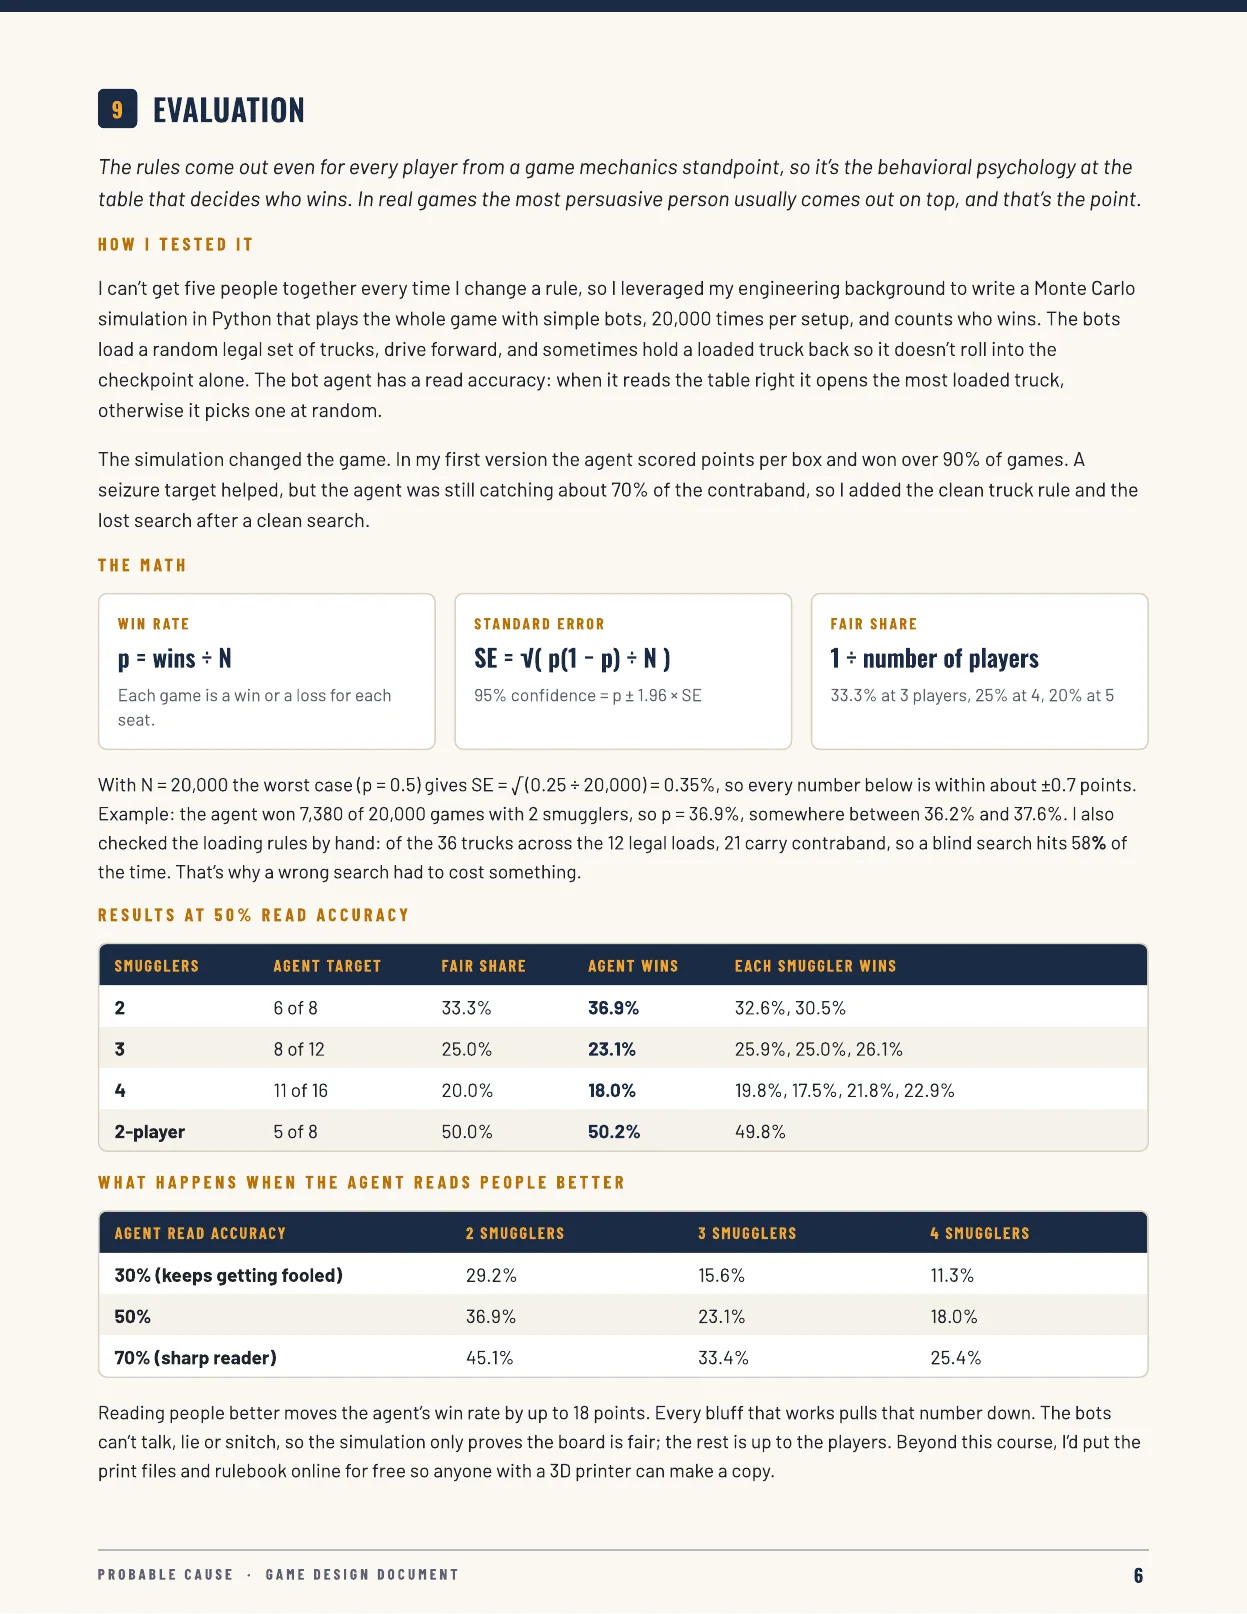 9 EVALUATION
The rules come out even for every player from a game mechanics standpoint, so it's the behavioral psychology at the
table that decides who wins. In real games the most persuasive person usually comes out on top, and that's the point.
HOW I TESTED IT
I can't get five people together every time I change a rule, so I leveraged my engineering background to write a Monte Carlo
simulation in Python that plays the whole game with simple bots, 20,000 times per setup, and counts who wins. The bots
load a random legal set of trucks, drive forward, and sometimes hold a loaded truck back so it doesn't roll into the
checkpoint alone. The bot agent has a read accuracy: when it reads the table right it opens the most loaded truck,
otherwise it picks one at random.
The simulation changed the game. In my first version the agent scored points per box and won over 90% of games. A
seizure target helped, but the agent was still catching about 70% of the contraband, so I added the clean truck rule and the
lost search after a clean search.
THE MATH
WIN RATE
p = wins ÷ N
Each game is a win or a loss for each
seat.
STANDARD ERROR
SE = √( p(1 − p) ÷ N )
95% confidence = p ± 1.96 × SE
FAIR SHARE
1 ÷ number of players
33.3% at 3 players, 25% at 4, 20% at 5
With N = 20,000 the worst case (p = 0.5) gives SE = √(0.25 ÷ 20,000) = 0.35%, so every number below is within about ±0.7 points.
Example: the agent won 7,380 of 20,000 games with 2 smugglers, so p = 36.9%, somewhere between 36.2% and 37.6%. I also
checked the loading rules by hand: of the 36 trucks across the 12 legal loads, 21 carry contraband, so a blind search hits 58% of
the time. That's why a wrong search had to cost something.
RESULTS AT 50% READ ACCURACY
SMUGGLERS AGENT TARGET FAIR SHARE AGENT WINS EACH SMUGGLER WINS
2 6 of 8 33.3% 36.9% 32.6%, 30.5%
3 8 of 12 25.0% 23.1% 25.9%, 25.0%, 26.1%
4 11 of 16 20.0% 18.0% 19.8%, 17.5%, 21.8%, 22.9%
2-player 5 of 8 50.0% 50.2% 49.8%
WHAT HAPPENS WHEN THE AGENT READS PEOPLE BETTER
AGENT READ ACCURACY 2 SMUGGLERS 3 SMUGGLERS 4 SMUGGLERS
30% (keeps getting fooled) 29.2% 15.6% 11.3%
50% 36.9% 23.1% 18.0%
70% (sharp reader) 45.1% 33.4% 25.4%
Reading people better moves the agent's win rate by up to 18 points. Every bluff that works pulls that number down. The bots
can't talk, lie or snitch, so the simulation only proves the board is fair; the rest is up to the players. Beyond this course, I'd put the
print files and rulebook online for free so anyone with a 3D printer can make a copy.
PROBABLE CAUSE · GAME DESIGN DOCUMENT 6